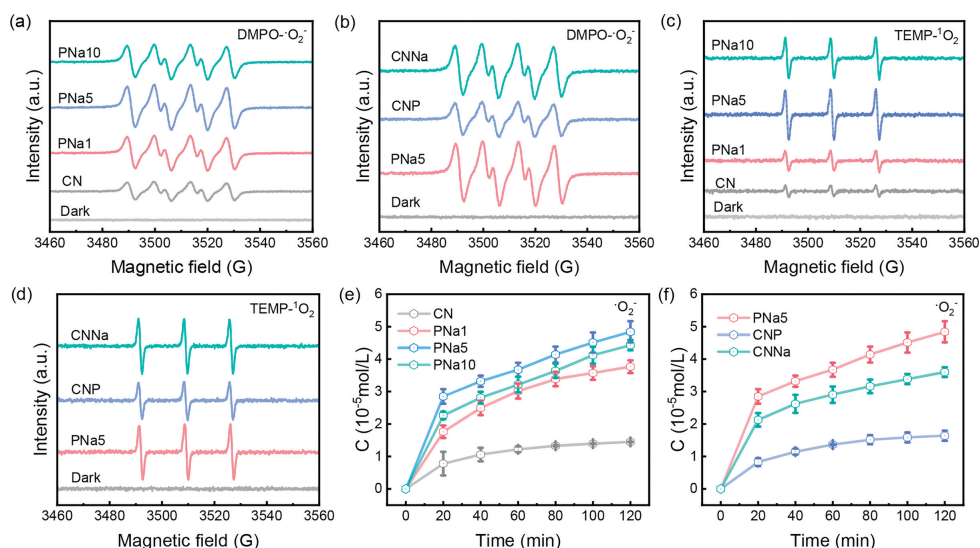 (a)
DMPO-·O₂⁻
PNa10
PNa5
PNa1
CN
Dark
Intensity (a.u.)
3460 3480 3500 3520 3540 3560
Magnetic field (G)
(b)
DMPO-·O₂⁻
CNNa
CNP
PNa5
Dark
Intensity (a.u.)
3460 3480 3500 3520 3540 3560
Magnetic field (G)
(c)
TEMP-¹O₂
PNa10
PNa5
PNa1
CN
Dark
Intensity (a.u.)
3460 3480 3500 3520 3540 3560
Magnetic field (G)
(d)
TEMP-¹O₂
CNNa
CNP
PNa5
Dark
Intensity (a.u.)
3460 3480 3500 3520 3540 3560
Magnetic field (G)
(e)
·O₂⁻
CN
PNa1
PNa5
PNa10
C (10⁻⁵mol/L)
6
5
4
3
2
1
0
0 20 40 60 80 100 120
Time (min)
(f)
·O₂⁻
PNa5
CNP
CNNa
C (10⁻⁵mol/L)
6
5
4
3
2
1
0
0 20 40 60 80 100 120
Time (min)